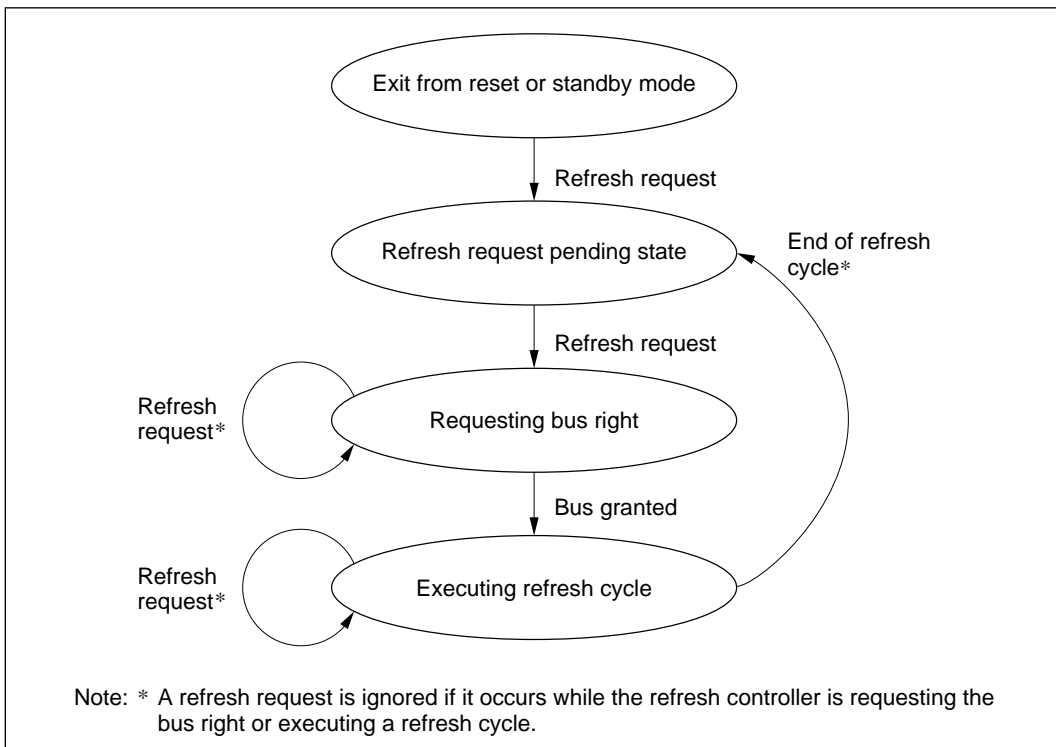 Exit from reset or standby mode
Refresh request
Refresh request pending state
End of refresh
cycle*
Refresh request
Refresh
request*
Requesting bus right
Bus granted
Refresh
request*
Executing refresh cycle
Note: * A refresh request is ignored if it occurs while the refresh controller is requesting the
bus right or executing a refresh cycle.